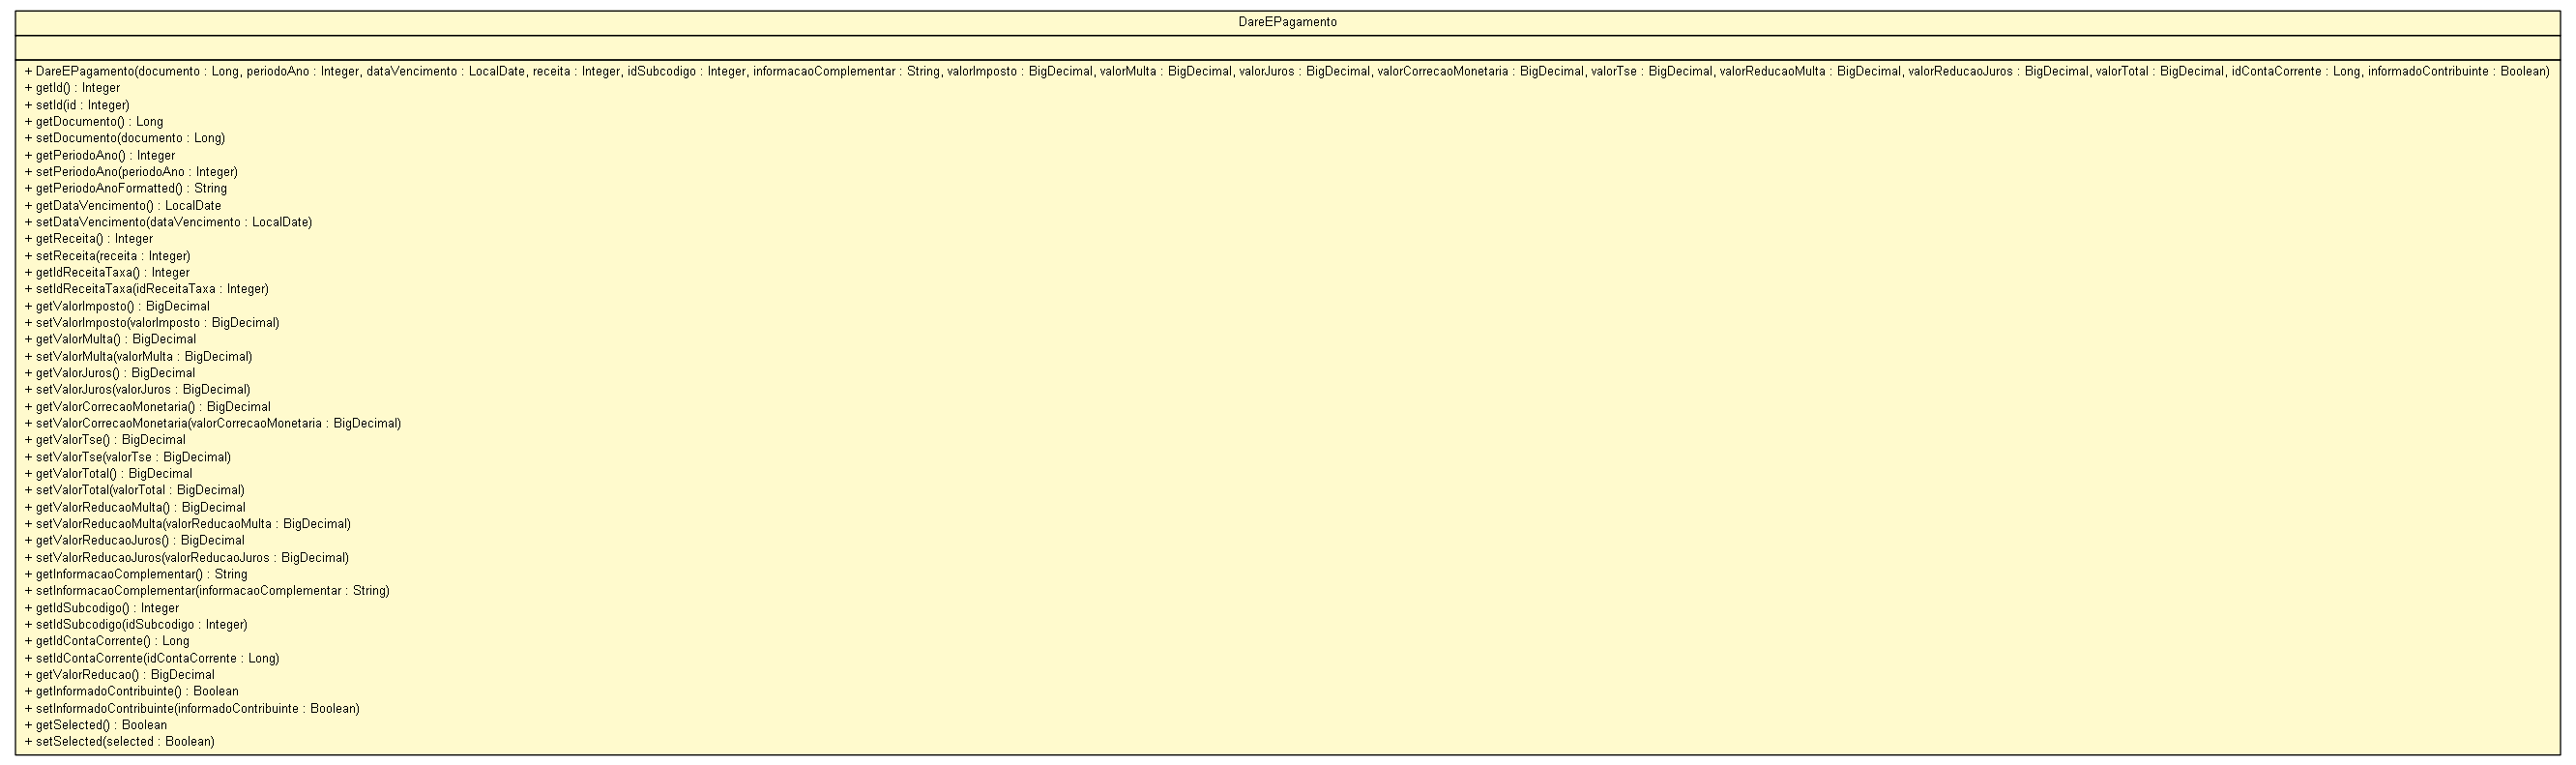 DareEPagamento
+ DareEPagamento(documento : Long, periodoAno : Integer, dataVencimento : LocalDate, receita : Integer, idSubcodigo : Integer, informacaoComplementar : String, valorImposto : BigDecimal, valorMulta : BigDecimal, valorJuros : BigDecimal, valorCorrecaoMonetaria : BigDecimal, valorTse : BigDecimal, valorReducaoMulta : BigDecimal, valorReducaoJuros : BigDecimal, valorTotal : BigDecimal, idContaCorrente : Long, informadoContribuinte : Boolean)
+ getId() : Integer
+ setId(id : Integer)
+ getDocumento() : Long
+ setDocumento(documento : Long)
+ getPeriodoAno() : Integer
+ setPeriodoAno(periodoAno : Integer)
+ getPeriodoAnoFormatted() : String
+ getDataVencimento() : LocalDate
+ setDataVencimento(dataVencimento : LocalDate)
+ getReceita() : Integer
+ setReceita(receita : Integer)
+ getIdReceitaTaxa() : Integer
+ setIdReceitaTaxa(idReceitaTaxa : Integer)
+ getValorImposto() : BigDecimal
+ setValorImposto(valorImposto : BigDecimal)
+ getValorMulta() : BigDecimal
+ setValorMulta(valorMulta : BigDecimal)
+ getValorJuros() : BigDecimal
+ setValorJuros(valorJuros : BigDecimal)
+ getValorCorrecaoMonetaria() : BigDecimal
+ setValorCorrecaoMonetaria(valorCorrecaoMonetaria : BigDecimal)
+ getValorTse() : BigDecimal
+ setValorTse(valorTse : BigDecimal)
+ getValorTotal() : BigDecimal
+ setValorTotal(valorTotal : BigDecimal)
+ getValorReducaoMulta() : BigDecimal
+ setValorReducaoMulta(valorReducaoMulta : BigDecimal)
+ getValorReducaoJuros() : BigDecimal
+ setValorReducaoJuros(valorReducaoJuros : BigDecimal)
+ getInformacaoComplementar() : String
+ setInformacaoComplementar(informacaoComplementar : String)
+ getIdSubcodigo() : Integer
+ setIdSubcodigo(idSubcodigo : Integer)
+ getIdContaCorrente() : Long
+ setIdContaCorrente(idContaCorrente : Long)
+ getValorReducao() : BigDecimal
+ getInformadoContribuinte() : Boolean
+ setInformadoContribuinte(informadoContribuinte : Boolean)
+ getSelected() : Boolean
+ setSelected(selected : Boolean)